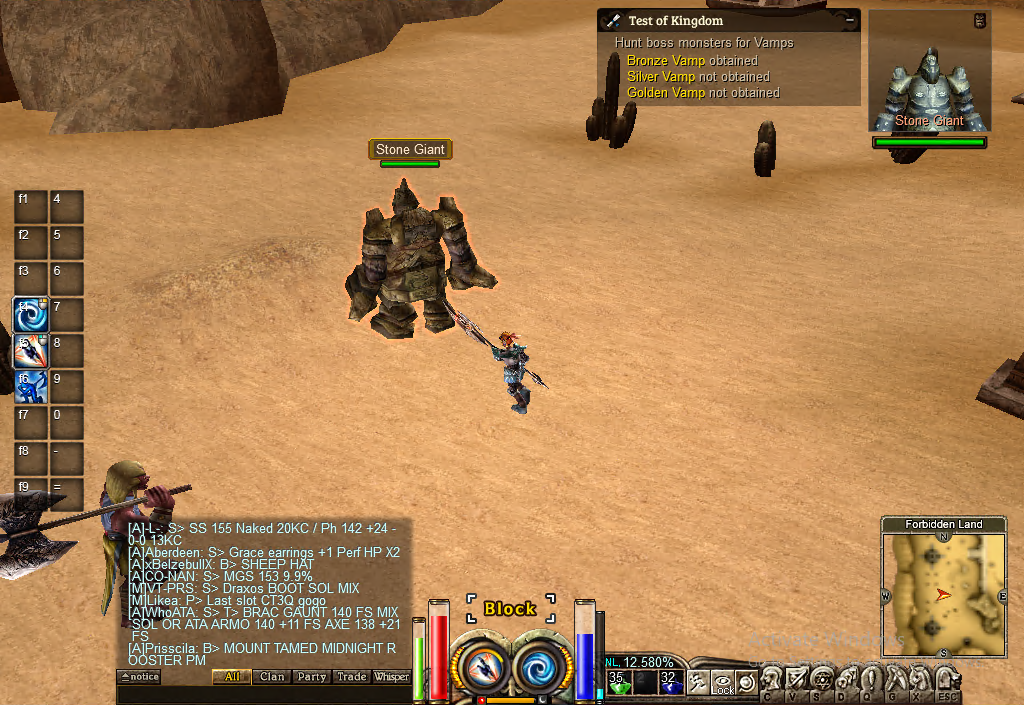 Test of Kingdom
Hunt boss monsters for Vamps
Bronze Vamp obtained
Silver Vamp not obtained
Golden Vamp not obtained
Stone Giant
Stone Giant
f1 4
f2 5
f3 6
f4 7
f5 8
f6 9
f7 0
f8 -
f9 =
[A]-L-: S> SS 155 Naked 20KC / Ph 142 +24 -
0-0 13KC
[A]Aberdeen: S> Grace earrings +1 Perf HP X2
[A]xBelzebullX: B> SHEEP HAT
[A]CO-NAN: S> MGS 153 9.9%
[M]VT-PRS: S> Draxos BOOT SOL MIX
[M]Likea: P> Last slot CT3Q gogo
[A]WhoATA: S> T> BRAC GAUNT 140 FS MIX
SOL OR ATA ARMO 140 +11 FS AXE 138 +21
FS
[A]Prisscila: B> MOUNT TAMED MIDNIGHT R
OOSTER PM
notice All Clan Party Trade Whisper
Block
NL, 12.580%
35 32
Lock
C V S D Q G X ESC
Forbidden Land
N
W E
S
Activate Windows